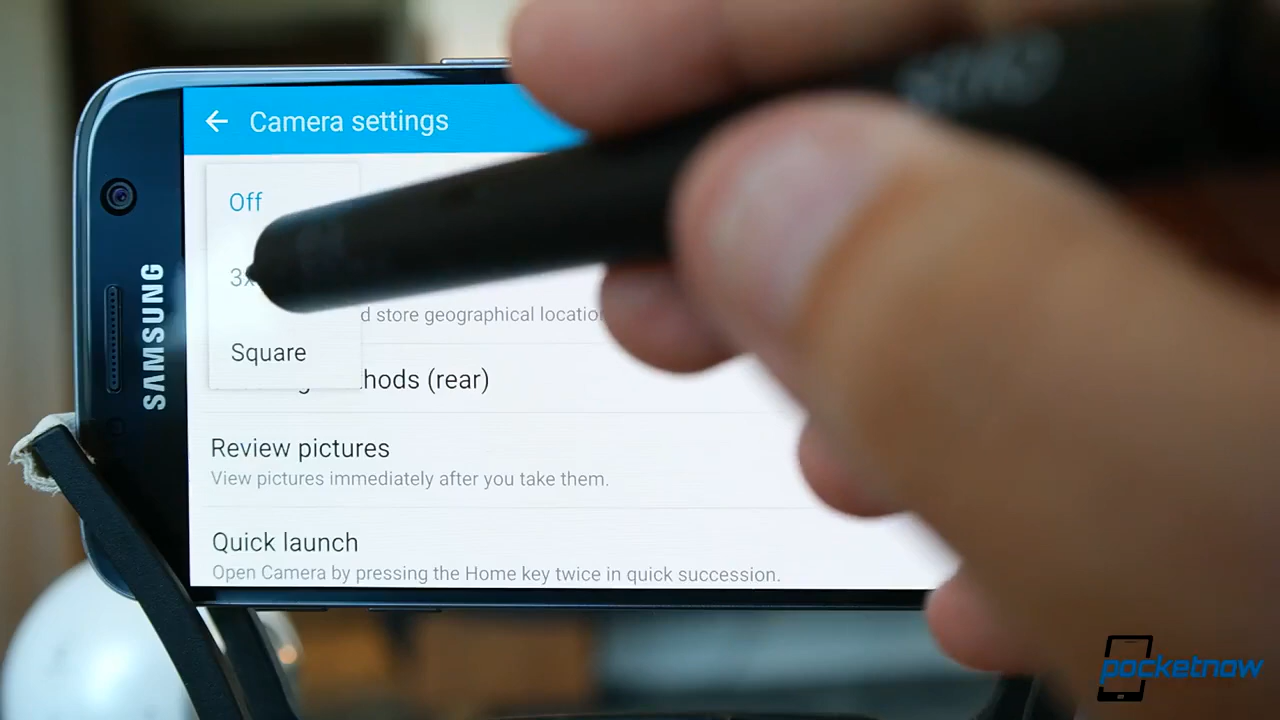 Camera settings
Off
3x
d store geographical locatio
Square
hods (rear)
Review pictures
View pictures immediately after you take them.
Quick launch
Open Camera by pressing the Home key twice in quick succession.
SAMSUNG
pocketnow